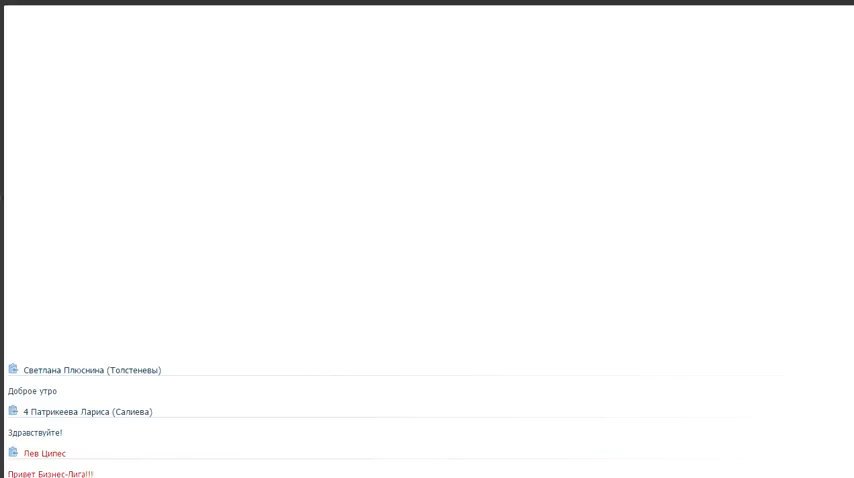 Светлана Плюснина (Толстеневы)
Доброе утро
4 Патрикеева Лариса (Салиева)
Здравствуйте!
Лев Ципес
Привет Бизнес-Лига!!!